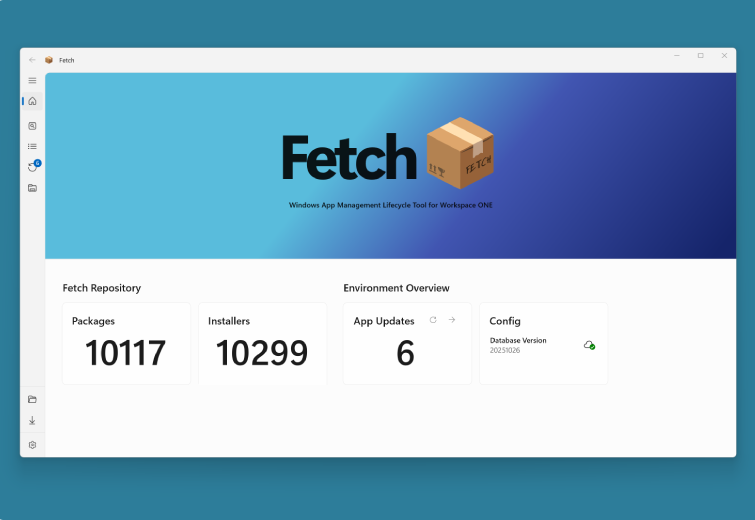 Fetch
Fetch
FETCH
Windows App Management Lifecycle Tool for Workspace ONE
6
Fetch Repository
Environment Overview
Packages
10117
Installers
10299
App Updates
6
Config
Database Version
20251026